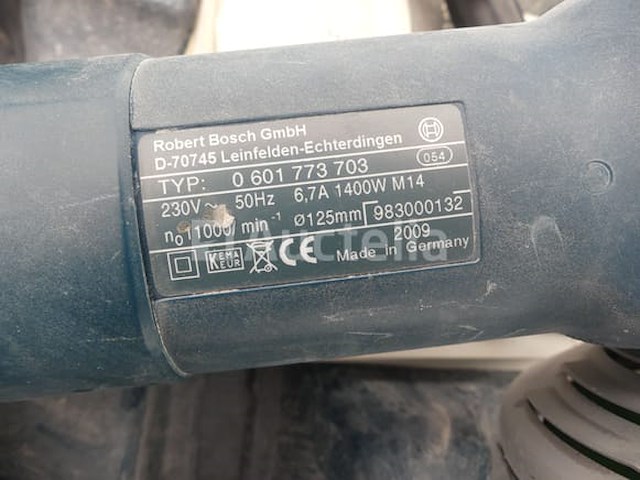 Robert Bosch GmbH
D-70745 Leinfelden-Echterdingen
054
TYP: 0 601 773 703
230V ~ 50Hz 6,7A 1400W M14
n₀ 1000/ min⁻¹ Ø125mm 983000132
2009
KEMA
KEUR
CE Made in Germany